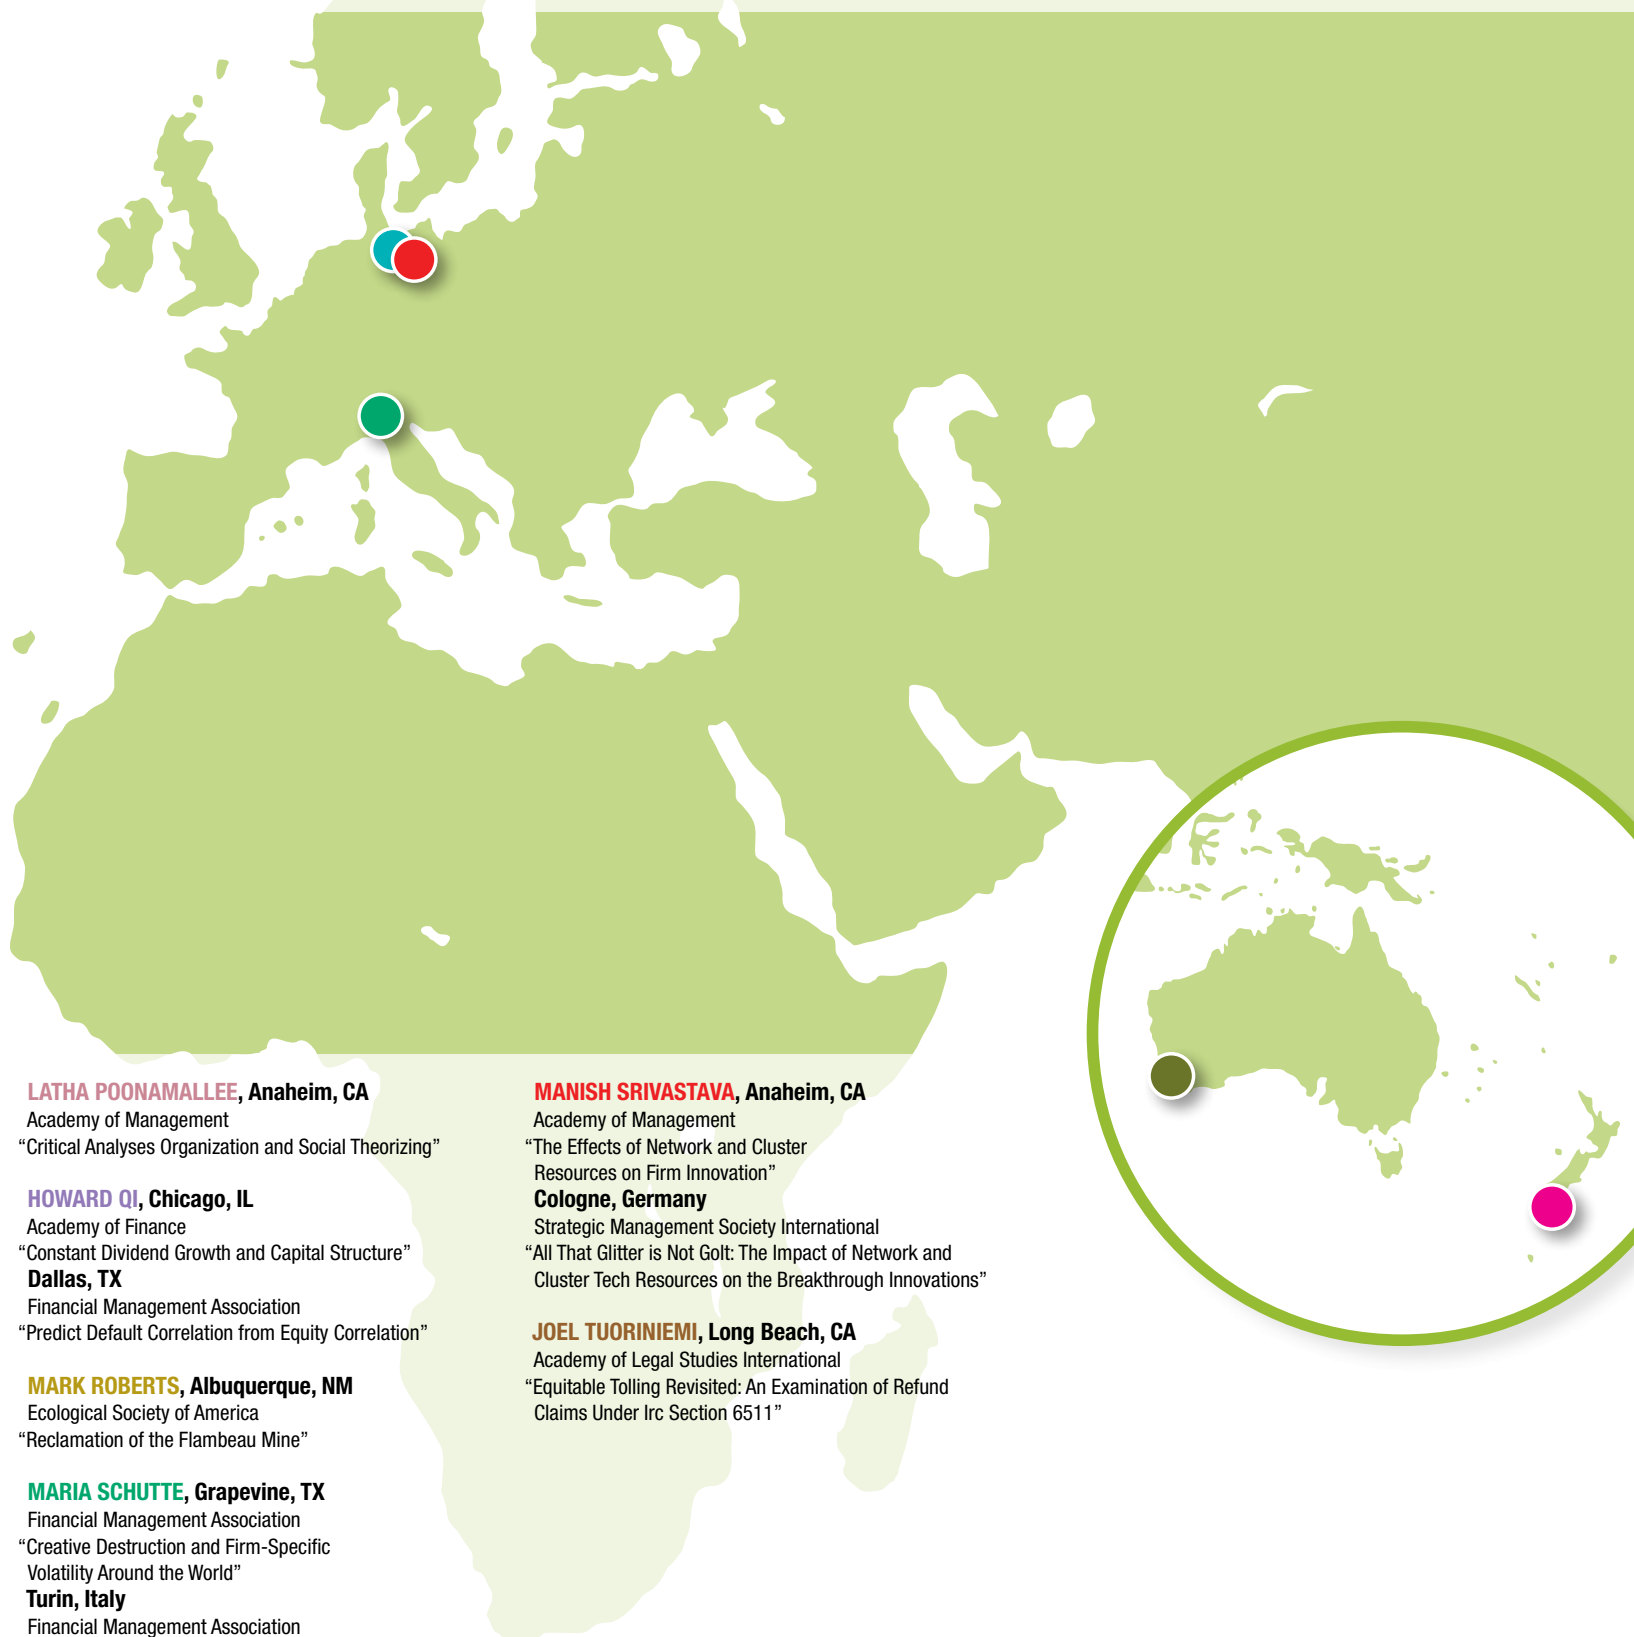 LATHA POONAMALLEE, Anaheim, CA
Academy of Management
“Critical Analyses Organization and Social Theorizing”
HOWARD QI, Chicago, IL
Academy of Finance
“Constant Dividend Growth and Capital Structure”
Dallas, TX
Financial Management Association
“Predict Default Correlation from Equity Correlation”
MARK ROBERTS, Albuquerque, NM
Ecological Society of America
“Reclamation of the Flambeau Mine”
MARIA SCHUTTE, Grapevine, TX
Financial Management Association
“Creative Destruction and Firm-Specific
Volatility Around the World”
Turin, Italy
Financial Management Association
MANISH SRIVASTAVA, Anaheim, CA
Academy of Management
“The Effects of Network and Cluster
Resources on Firm Innovation”
Cologne, Germany
Strategic Management Society International
“All That Glitter is Not Golt: The Impact of Network and
Cluster Tech Resources on the Breakthrough Innovations”
JOEL TUORINIEMI, Long Beach, CA
Academy of Legal Studies International
“Equitable Tolling Revisited: An Examination of Refund
Claims Under Irc Section 6511”